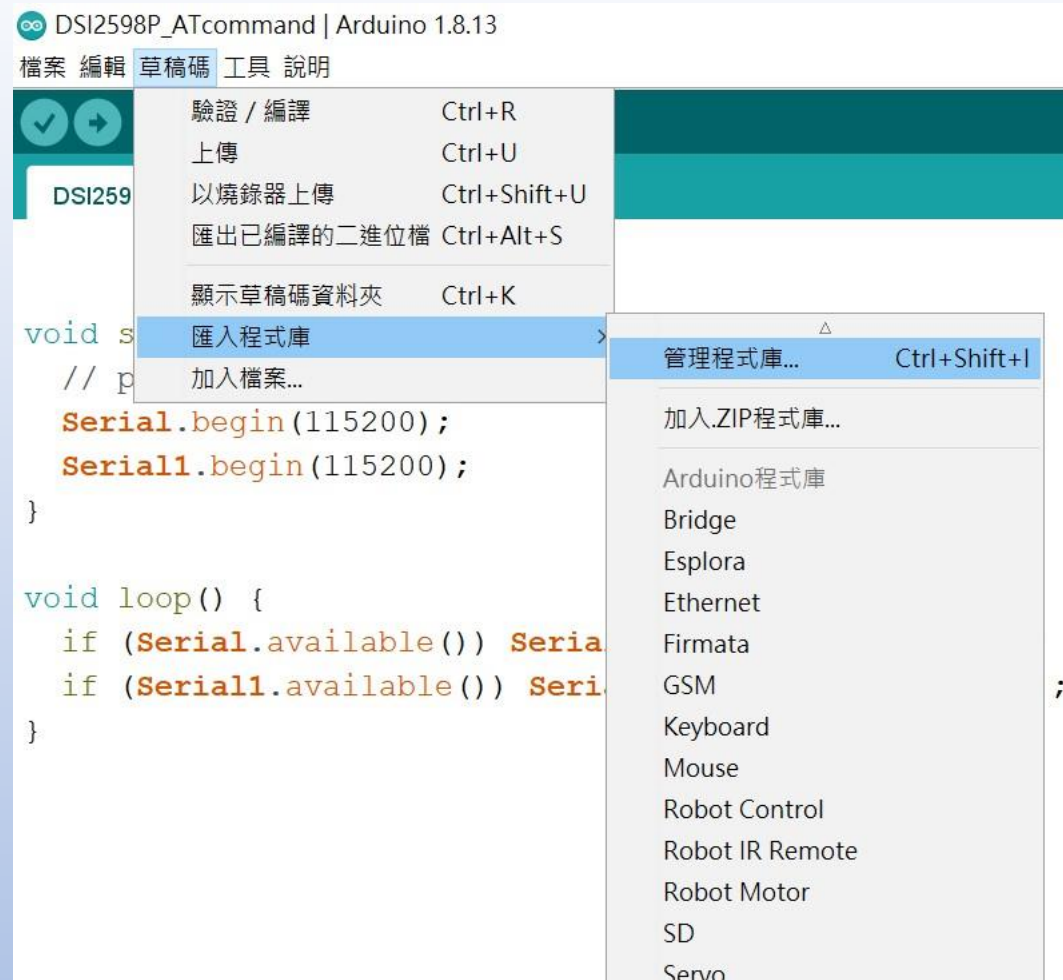 DSI2598P_ATcommand | Arduino 1.8.13
檔案 編輯 草稿碼 工具 說明
驗證 / 編譯 Ctrl+R
上傳 Ctrl+U
以燒錄器上傳 Ctrl+Shift+U
匯出已編譯的二進位檔 Ctrl+Alt+S
顯示草稿碼資料夾 Ctrl+K
匯入程式庫
加入檔案...
管理程式庫... Ctrl+Shift+I
加入.ZIP程式庫...
Arduino程式庫
Bridge
Esplora
Ethernet
Firmata
GSM
Keyboard
Mouse
Robot Control
Robot IR Remote
Robot Motor
SD
Servo
DSI259
void s
// p
Serial.begin(115200);
Serial1.begin(115200);
}
void loop() {
if (Serial.available()) Seria
if (Serial1.available()) Seri ;
}